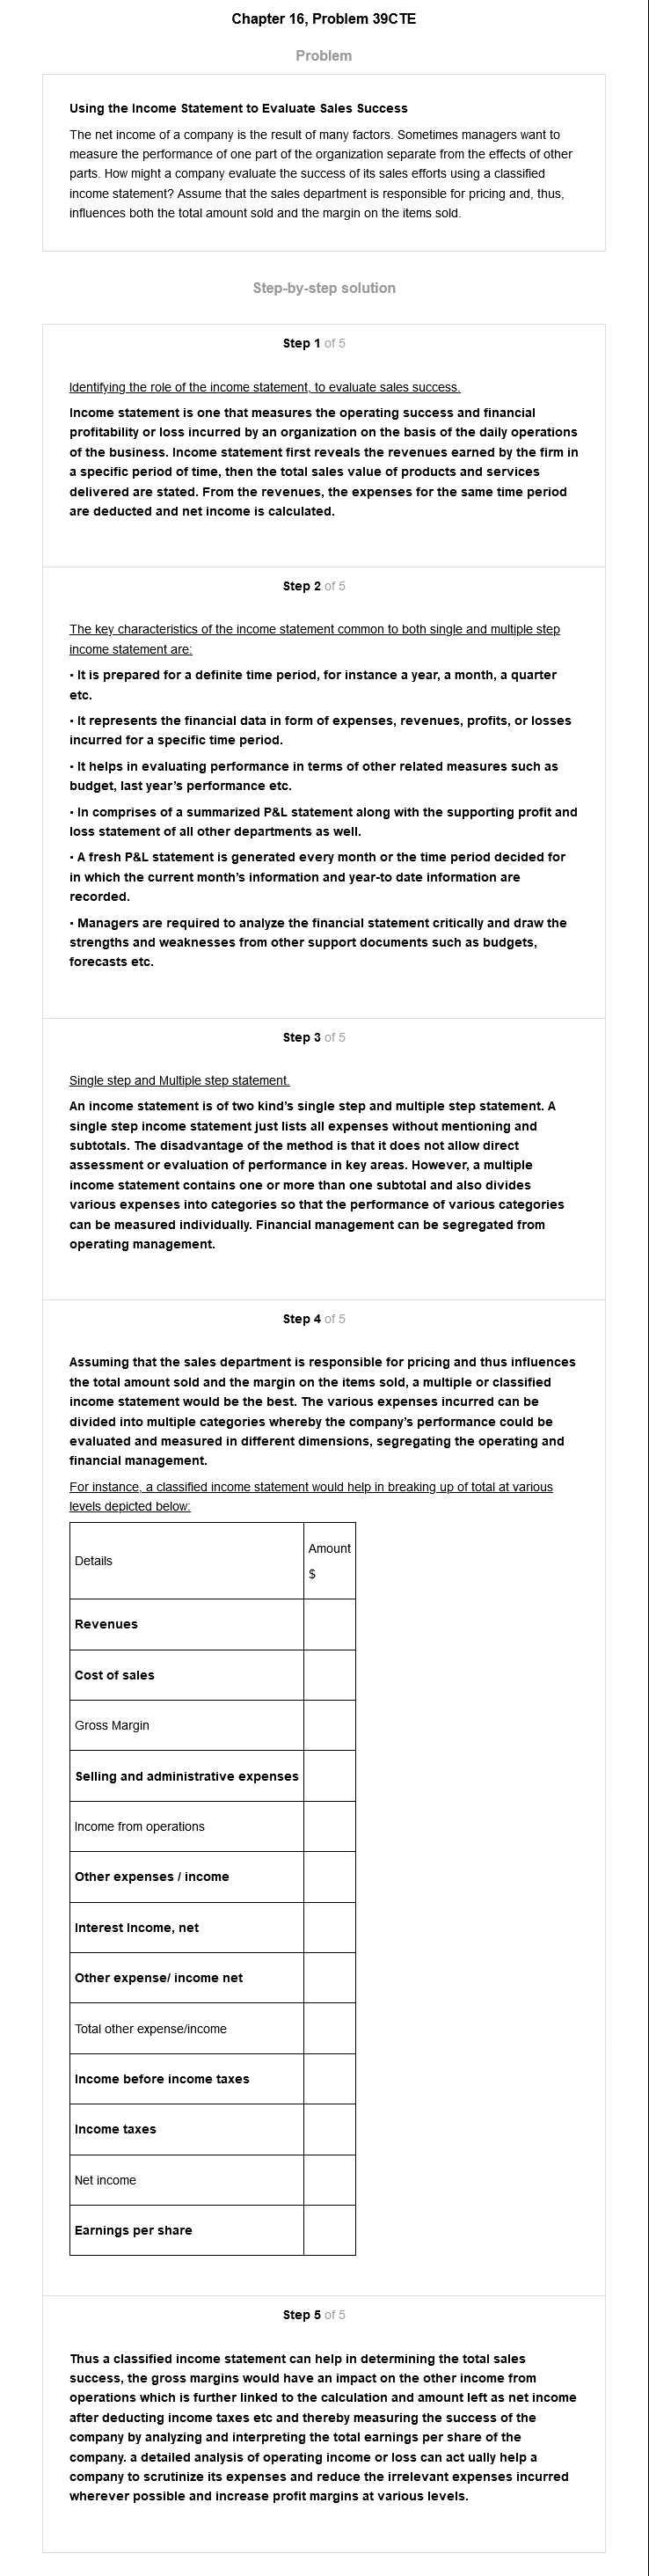 Chapter 16, Problem 39CTE
Problem
Using the Income Statement to Evaluate Sales Success
The net income of a company is the result of many factors. Sometimes managers want to
measure the performance of one part of the organization separate from the effects of other
parts. How might a company evaluate the success of its sales efforts using a classified
income statement? Assume that the sales department is responsible for pricing and, thus,
influences both the total amount sold and the margin on the items sold.
Step-by-step solution
Step 1 of 5
Identifying the role of the income statement, to evaluate sales success.
Income statement is one that measures the operating success and financial
profitability or loss incurred by an organization on the basis of the daily operations
of the business. Income statement first reveals the revenues earned by the firm in
a specific period of time, then the total sales value of products and services
delivered are stated. From the revenues, the expenses for the same time period
are deducted and net income is calculated.
Step 2 of 5
The key characteristics of the income statement common to both single and multiple step
income statement are:
• It is prepared for a definite time period, for instance a year, a month, a quarter
etc.
• It represents the financial data in form of expenses, revenues, profits, or losses
incurred for a specific time period.
• It helps in evaluating performance in terms of other related measures such as
budget, last year's performance etc.
• In comprises of a summarized P&L statement along with the supporting profit and
loss statement of all other departments as well.
• A fresh P&L statement is generated every month or the time period decided for
in which the current month's information and year-to date information are
recorded.
• Managers are required to analyze the financial statement critically and draw the
strengths and weaknesses from other support documents such as budgets,
forecasts etc.
Step 3 of 5
Single step and Multiple step statement.
An income statement is of two kind's single step and multiple step statement. A
single step income statement just lists all expenses without mentioning and
subtotals. The disadvantage of the method is that it does not allow direct
assessment or evaluation of performance in key areas. However, a multiple
income statement contains one or more than one subtotal and also divides
various expenses into categories so that the performance of various categories
can be measured individually. Financial management can be segregated from
operating management.
Step 4 of 5
Assuming that the sales department is responsible for pricing and thus influences
the total amount sold and the margin on the items sold, a multiple or classified
income statement would be the best. The various expenses incurred can be
divided into multiple categories whereby the company's performance could be
evaluated and measured in different dimensions, segregating the operating and
financial management.
For instance, a classified income statement would help in breaking up of total at various
levels depicted below:
Details
Amount
$
Revenues
Cost of sales
Gross Margin
Selling and administrative expenses
Income from operations
Other expenses / income
Interest Income, net
Other expense/ income net
Total other expense/income
Income before income taxes
Income taxes
Net income
Earnings per share
Step 5 of 5
Thus a classified income statement can help in determining the total sales
success, the gross margins would have an impact on the other income from
operations which is further linked to the calculation and amount left as net income
after deducting income taxes etc and thereby measuring the success of the
company by analyzing and interpreting the total earnings per share of the
company. a detailed analysis of operating income or loss can act ually help a
company to scrutinize its expenses and reduce the irrelevant expenses incurred
wherever possible and increase profit margins at various levels.